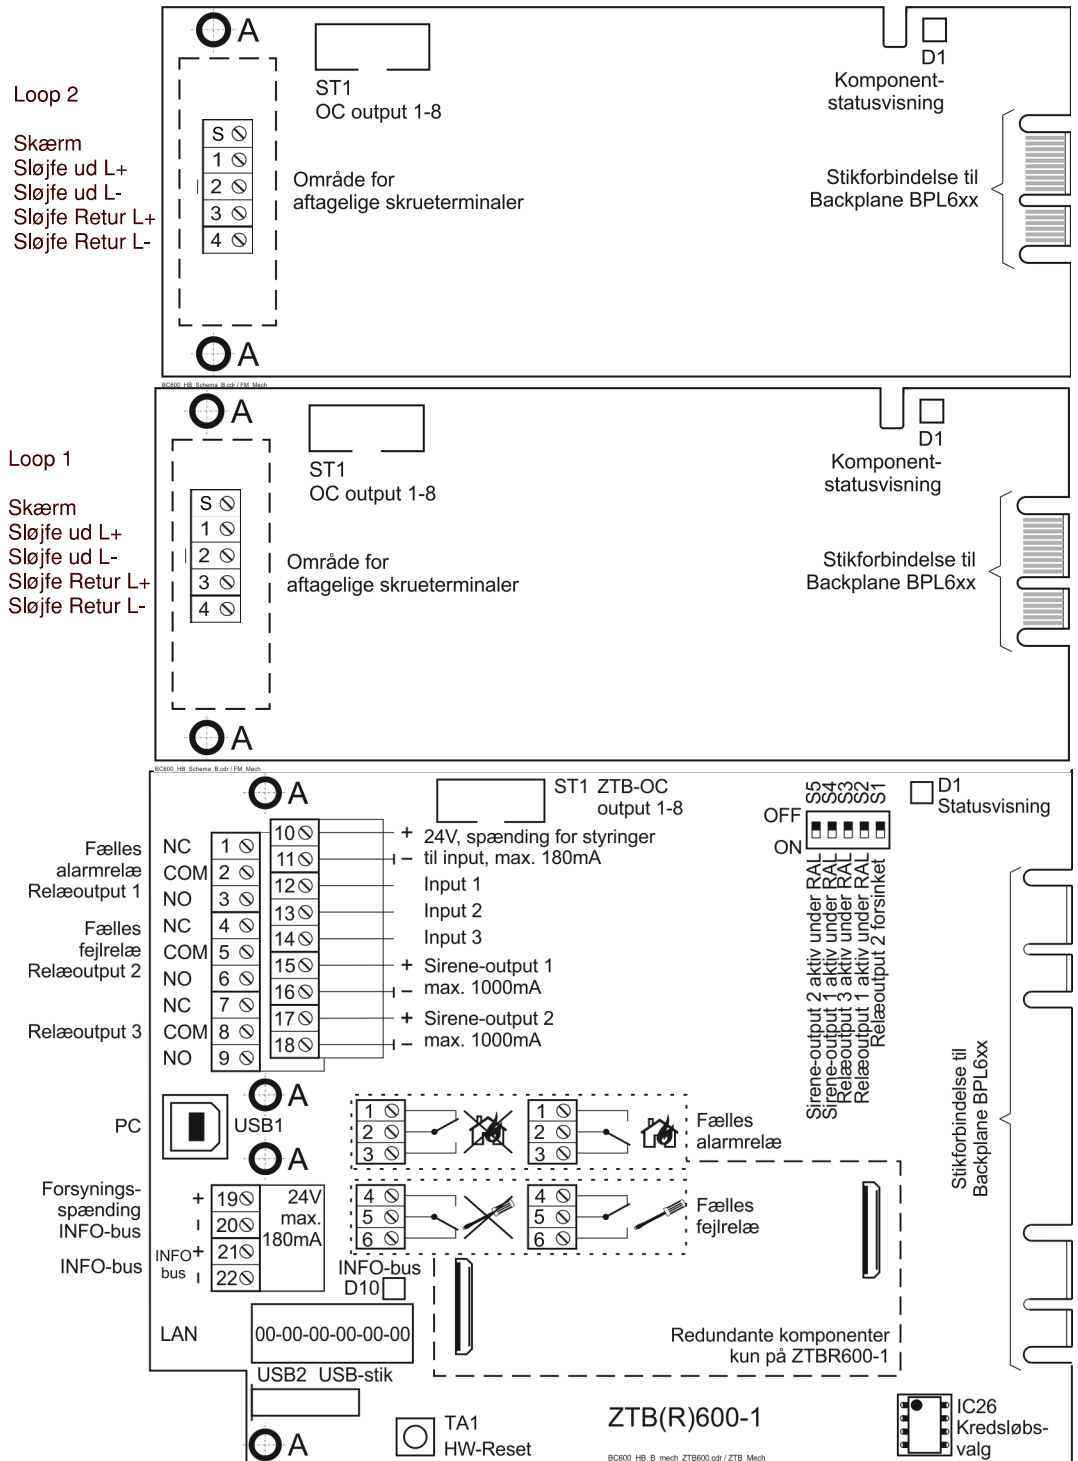 A
ST1
OC output 1-8
D1
Komponent-
statusvisning
Loop 2
Skærm
Sløjfe ud L+
Sløjfe ud L-
Sløjfe Retur L+
Sløjfe Retur L-
S
1
2
3
4
Område for
aftagelige skrueterminaler
Stikforbindelse til
Backplane BPL6xx
A
BC600_HB_Schema_B.cdr / FM_Mech
A
ST1
OC output 1-8
D1
Komponent-
statusvisning
Loop 1
Skærm
Sløjfe ud L+
Sløjfe ud L-
Sløjfe Retur L+
Sløjfe Retur L-
S
1
2
3
4
Område for
aftagelige skrueterminaler
Stikforbindelse til
Backplane BPL6xx
A
BC600_HB_Schema_B.cdr / FM_Mech
A
ST1 ZTB-OC
output 1-8
S5
S4
S3
S2
S1
OFF
ON
D1
Statusvisning
Fælles
alarmrelæ
Relæoutput 1
Fælles
fejlrelæ
Relæoutput 2
Relæoutput 3
NC 1
COM 2
NO 3
NC 4
COM 5
NO 6
NC 7
COM 8
NO 9
10 + 24V, spænding for styringer
11 – til input, max. 180mA
12 Input 1
13 Input 2
14 Input 3
15 + Sirene-output 1
16 – max. 1000mA
17 + Sirene-output 2
18 – max. 1000mA
Sirene-output 2 aktiv under RAL
Sirene-output 1 aktiv under RAL
Relæoutput 3 aktiv under RAL
Relæoutput 1 aktiv under RAL
Relæoutput 2 forsinket
Stikforbindelse til
Backplane BPL6xx
A
PC
USB1
A
1
2
3
1
2
3
Fælles
alarmrelæ
4
5
6
4
5
6
Fælles
fejlrelæ
Forsynings-
spænding
INFO-bus
INFO-bus
+ 19
– 20
INFO
bus
+ 21
– 22
24V
max.
180mA
INFO-bus
D10
LAN
00-00-00-00-00-00
USB2 USB-stik
Redundante komponenter
kun på ZTBR600-1
A
TA1
HW-Reset
ZTB(R)600-1
IC26
Kredsløbs-
valg
BC600_HB_B_mech_ZTB600.cdr / ZTB_Mech